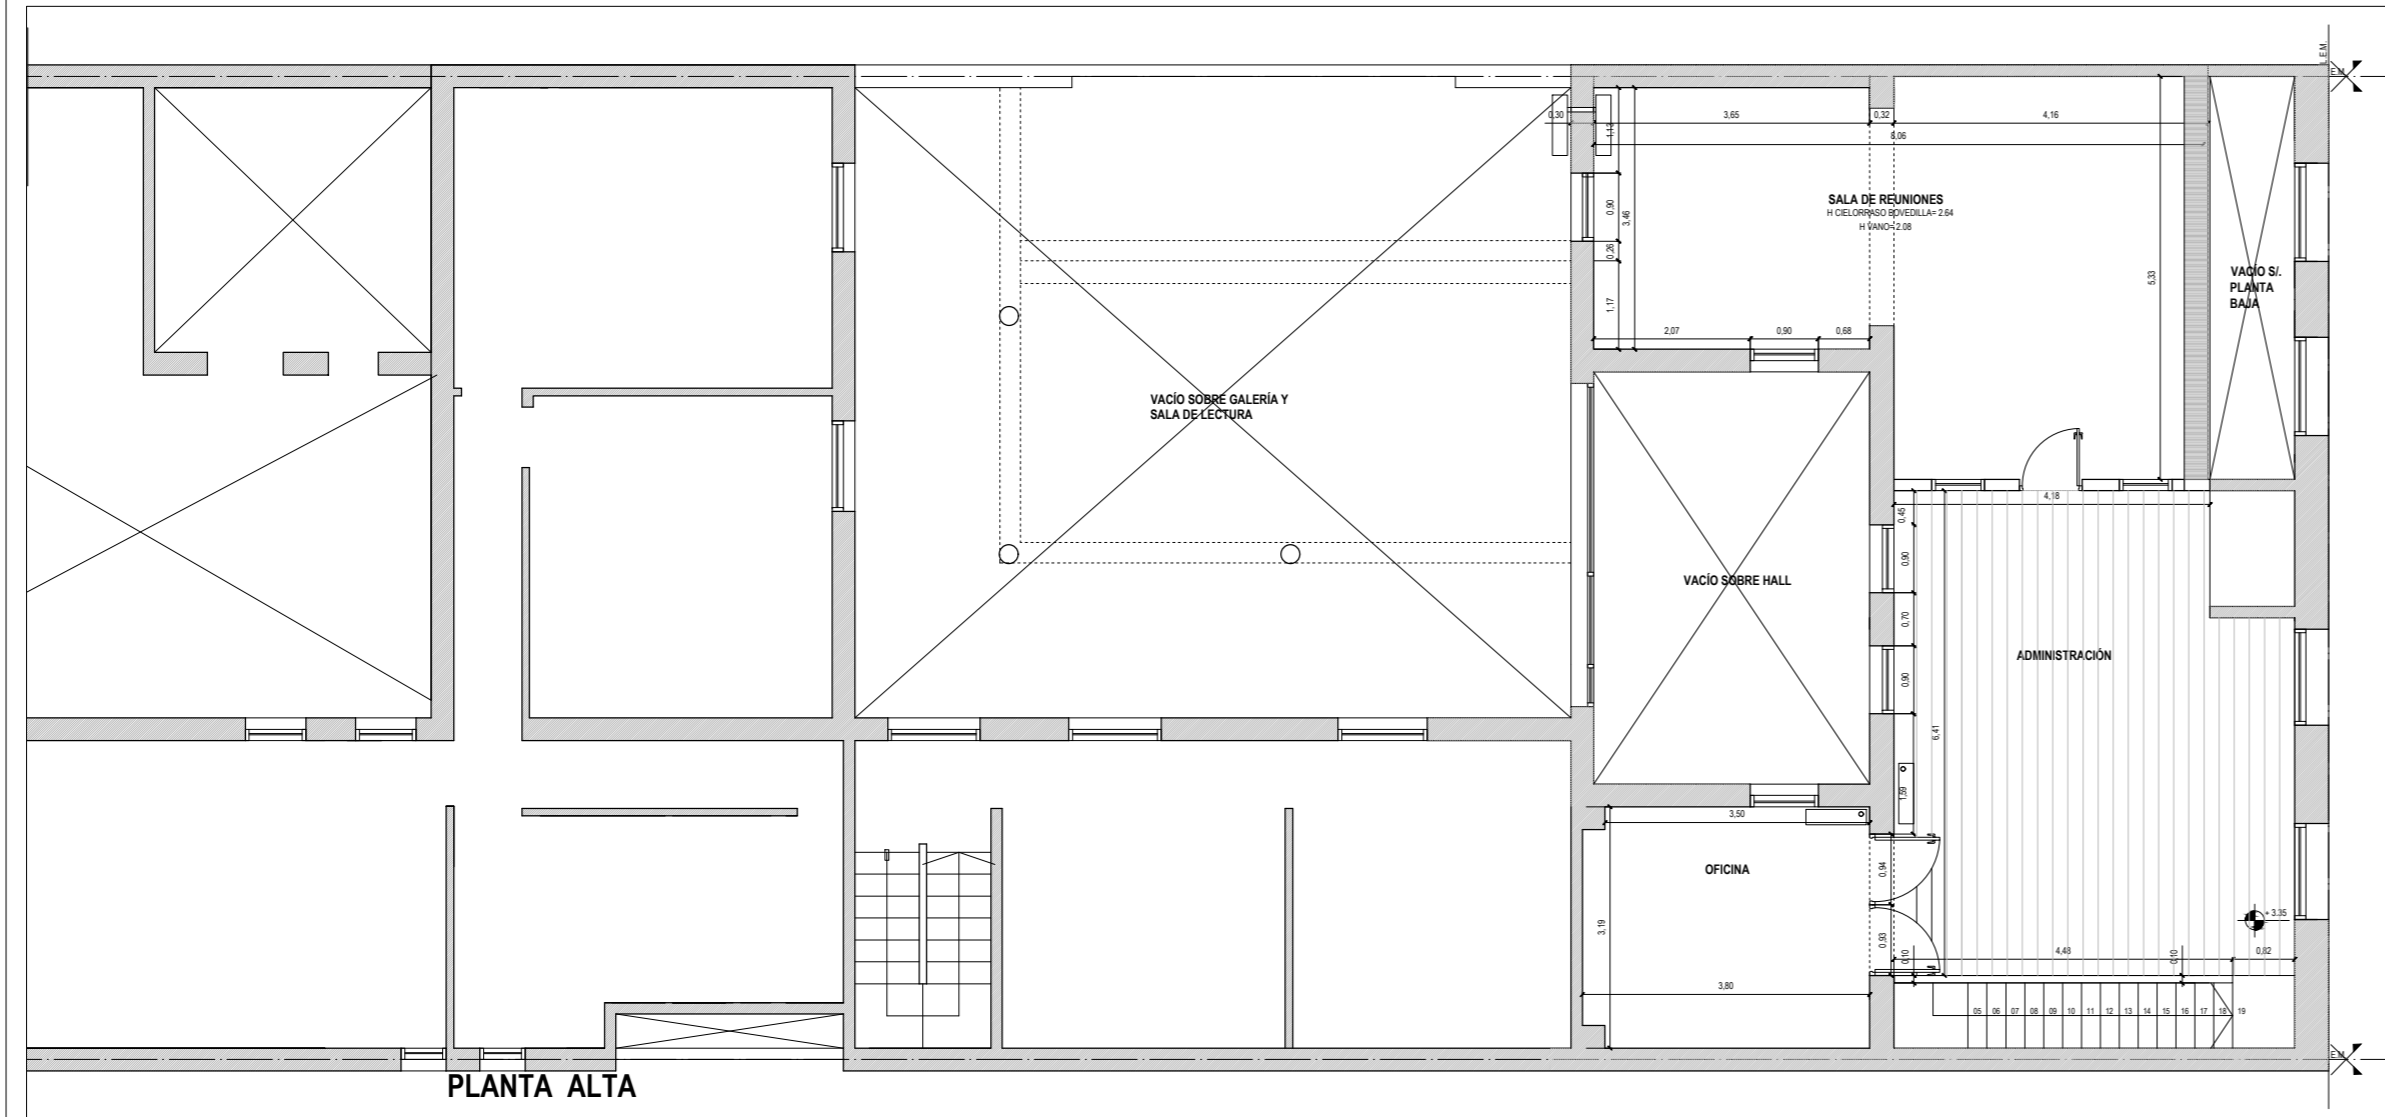 L.E.M.
E.M.
0,30
1,12
3,65
0,32
4,16
8,06
SALA DE REUNIONES
H CIELORRASO BOVEDILLA= 2.64
H VANO= 2.08
0,90
3,46
0,26
1,17
5,33
VACÍO S/.
PLANTA
BAJA
2,07
0,90
0,68
VACÍO SOBRE GALERÍA Y
SALA DE LECTURA
4,18
0,45
0,90
VACÍO SOBRE HALL
0,70
ADMINISTRACIÓN
0,90
6,41
1,59
3,50
OFICINA
0,94
3,19
0,93
+ 3.35
0,10
4,48
0,10
0,82
3,80
05 06 07 08 09 10 11 12 13 14 15 16 17 18 19
E.M.
PLANTA ALTA